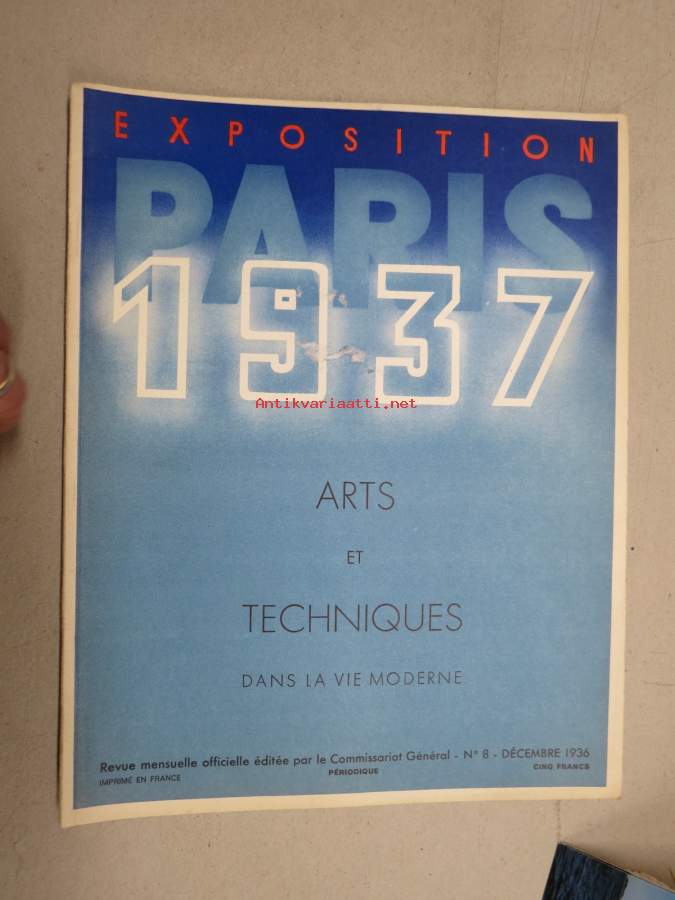 EXPOSITION
PARIS
1937
Antikvariaatti.net
ARTS
ET
TECHNIQUES
DANS LA VIE MODERNE
Revue mensuelle officielle éditée par le Commissariat Général - N° 8 - DÉCEMBRE 1936
IMPRIMÉ EN FRANCE PÉRIODIQUE CINQ FRANCS